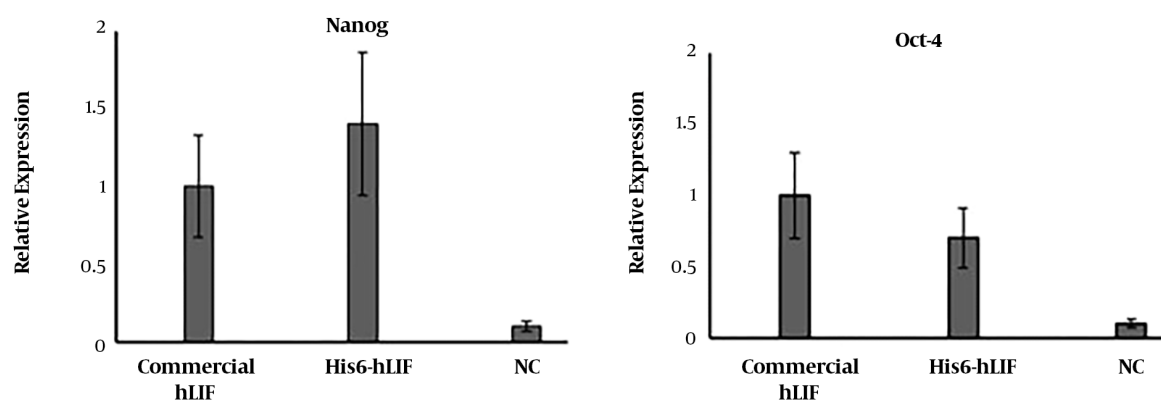 Nanog
Relative Expression
2
1.5
1
0.5
0
Commercial
hLIF
His6-hLIF
NC
Oct-4
Relative Expression
2
1.5
1
0.5
0
Commercial
hLIF
His6-hLIF
NC